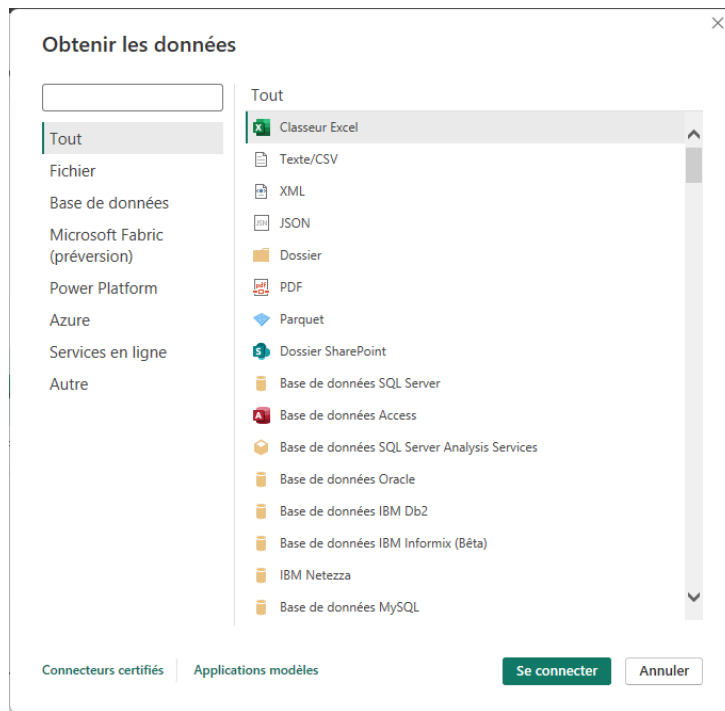 Obtenir les données
Tout
Fichier
Base de données
Microsoft Fabric
(préversion)
Power Platform
Azure
Services en ligne
Autre
Tout
Classeur Excel
Texte/CSV
XML
JSON
Dossier
PDF
Parquet
Dossier SharePoint
Base de données SQL Server
Base de données Access
Base de données SQL Server Analysis Services
Base de données Oracle
Base de données IBM Db2
Base de données IBM Informix (Bêta)
IBM Netezza
Base de données MySQL
Connecteurs certifiés
Applications modèles
Se connecter
Annuler